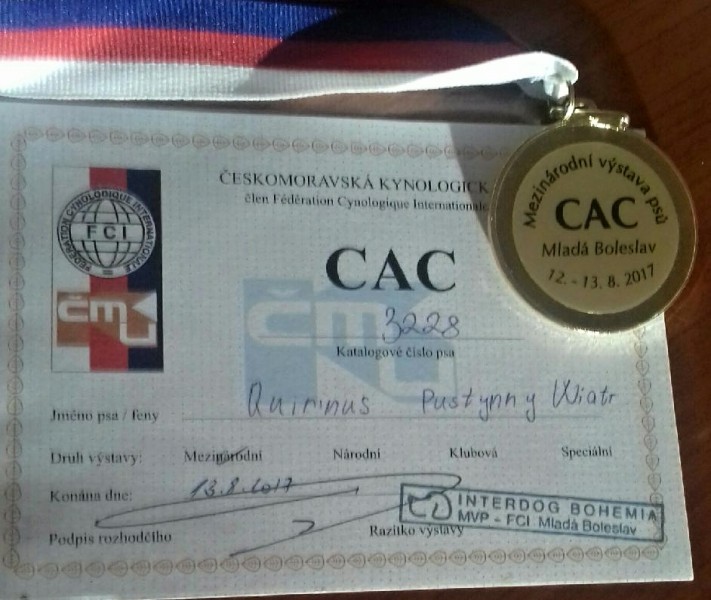 ČESKOMORAVSKÁ KYNOLOGICK
člen Fédération Cynologique Internationale
FEDERATION CYNOLOGIQUE INTERNATIONALE
FCI
ČMKU
CAC
3228
Katalogové číslo psa
Jméno psa / feny Quirinus Pustynny Wiatr
Druh výstavy: Mezinárodní Národní Klubová Speciální
Konána dne: 13.8.2017
Podpis rozhodčího Razítko výstavy
INTERDOG BOHEMIA
MVP - FCI Mladá Boleslav
Mezinárodní výstava psů
CAC
Mladá Boleslav
12. - 13. 8. 2017